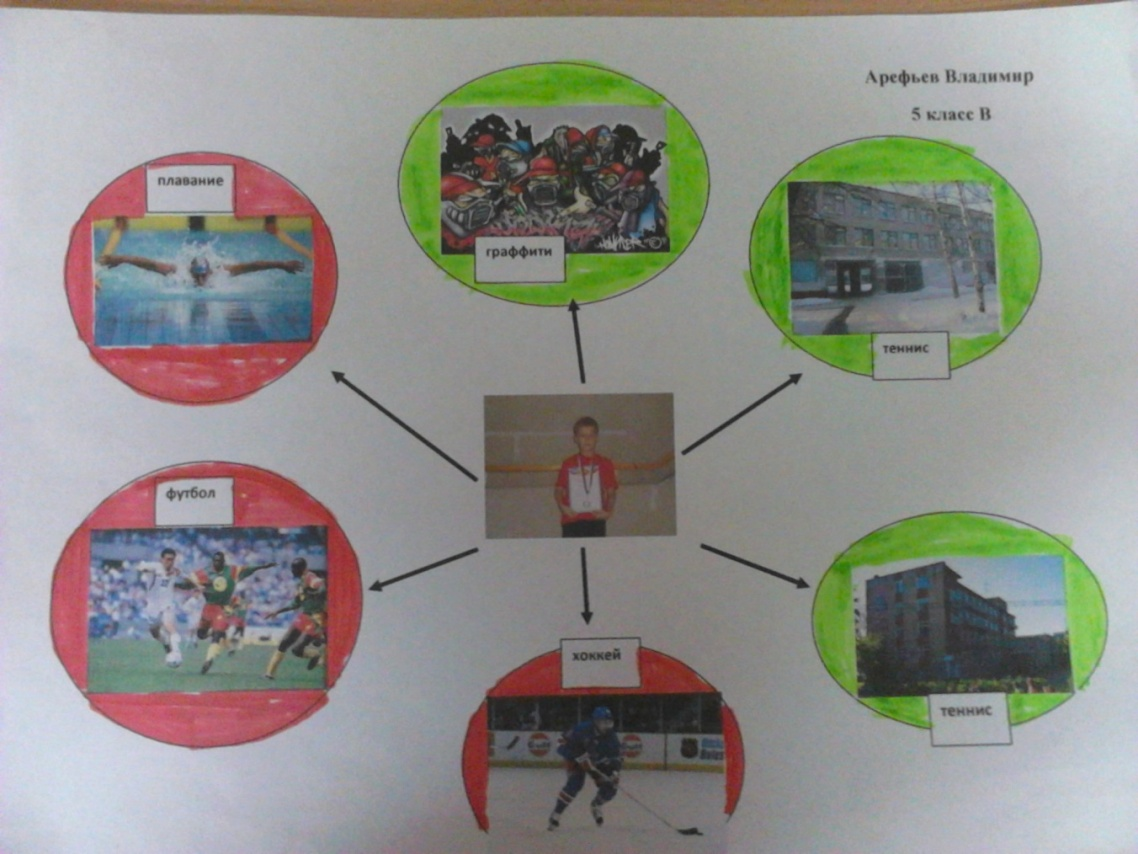 Арефьев Владимир
5 класс В
плавание
граффити
теннис
футбол
хоккей
теннис